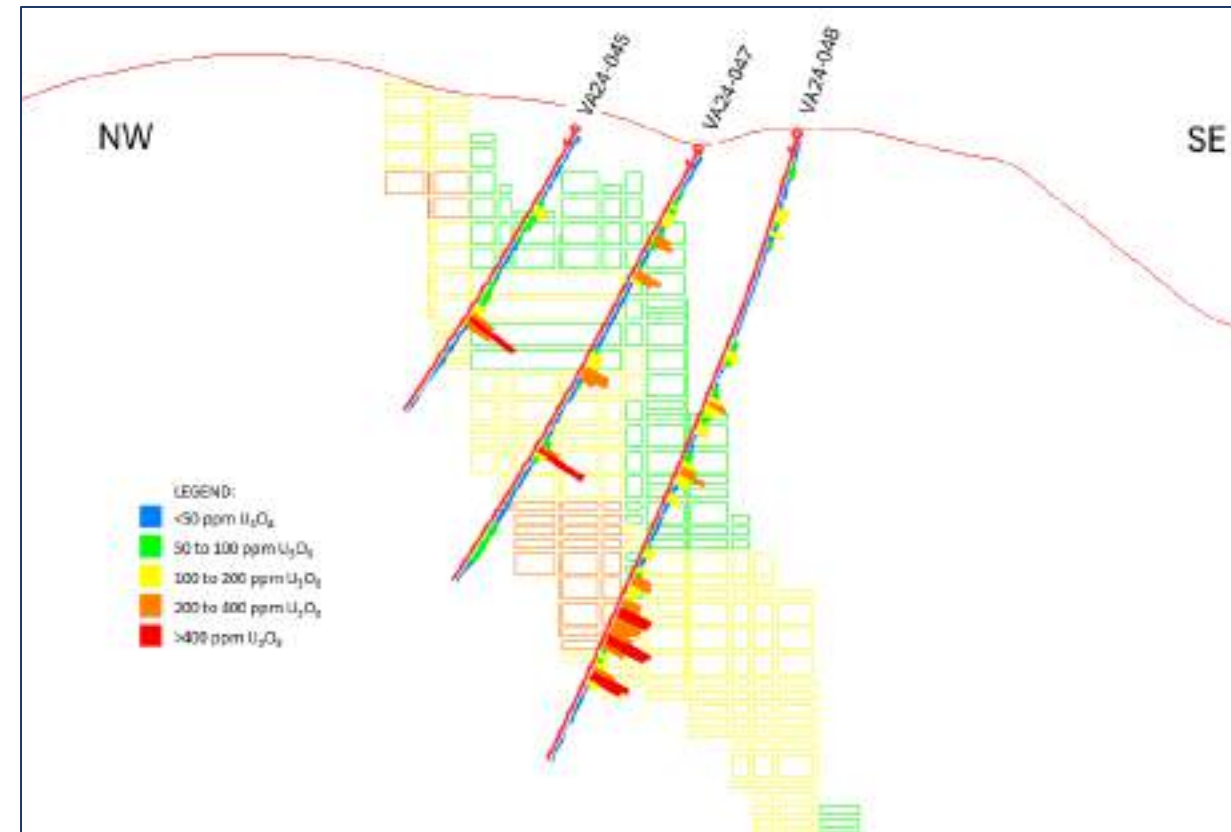 VA24-045
VA24-047
VA24-048
NW
SE
LEGEND:
<50 ppm U₃O₈
50 to 100 ppm U₃O₈
100 to 200 ppm U₃O₈
200 to 400 ppm U₃O₈
>400 ppm U₃O₈